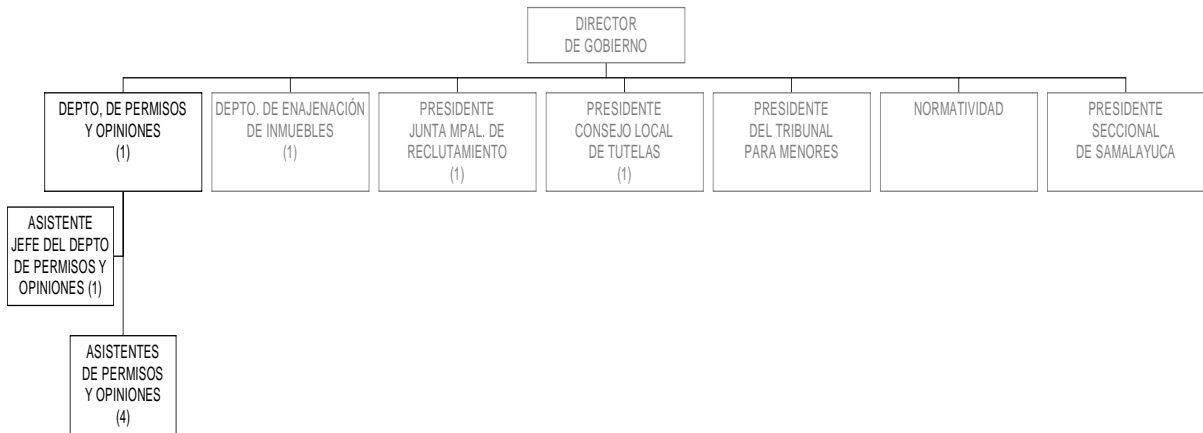 DIRECTOR
DE GOBIERNO
DEPTO, DE PERMISOS
Y OPINIONES
(1)
DEPTO. DE ENAJENACIÓN
DE INMUEBLES
(1)
PRESIDENTE
JUNTA MPAL. DE
RECLUTAMIENTO
(1)
PRESIDENTE
CONSEJO LOCAL
DE TUTELAS
(1)
PRESIDENTE
DEL TRIBUNAL
PARA MENORES
NORMATIVIDAD
PRESIDENTE
SECCIONAL
DE SAMALAYUCA
ASISTENTE
JEFE DEL DEPTO
DE PERMISOS Y
OPINIONES (1)
ASISTENTES
DE PERMISOS
Y OPINIONES
(4)